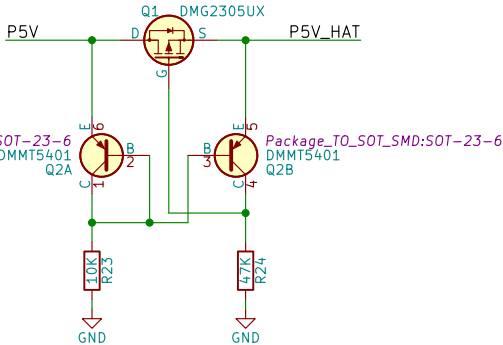 Q1 DMG2305UX
P5V D S P5V_HAT
G
E 6 E 5
SOT-23-6 Package_TO_SOT_SMD:SOT-23-6
DMMT5401 B 2 B 3 DMMT5401
Q2A Q2B
C 1 C 4
10K R23 47K R24
GND GND